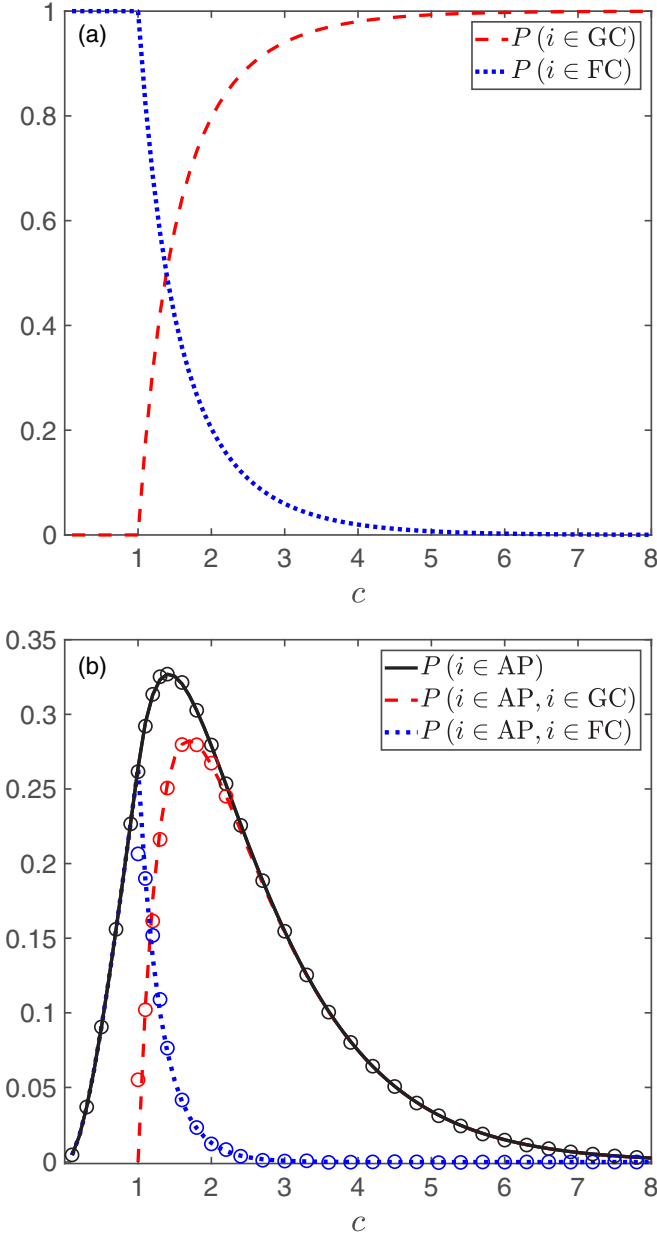 1
(a)
P (i ∈ GC)
P (i ∈ FC)
0.8
0.6
0.4
0.2
0
1 2 3 4 5 6 7 8
c
0.35
(b)
P (i ∈ AP)
P (i ∈ AP, i ∈ GC)
P (i ∈ AP, i ∈ FC)
0.3
0.25
0.2
0.15
0.1
0.05
0
1 2 3 4 5 6 7 8
c